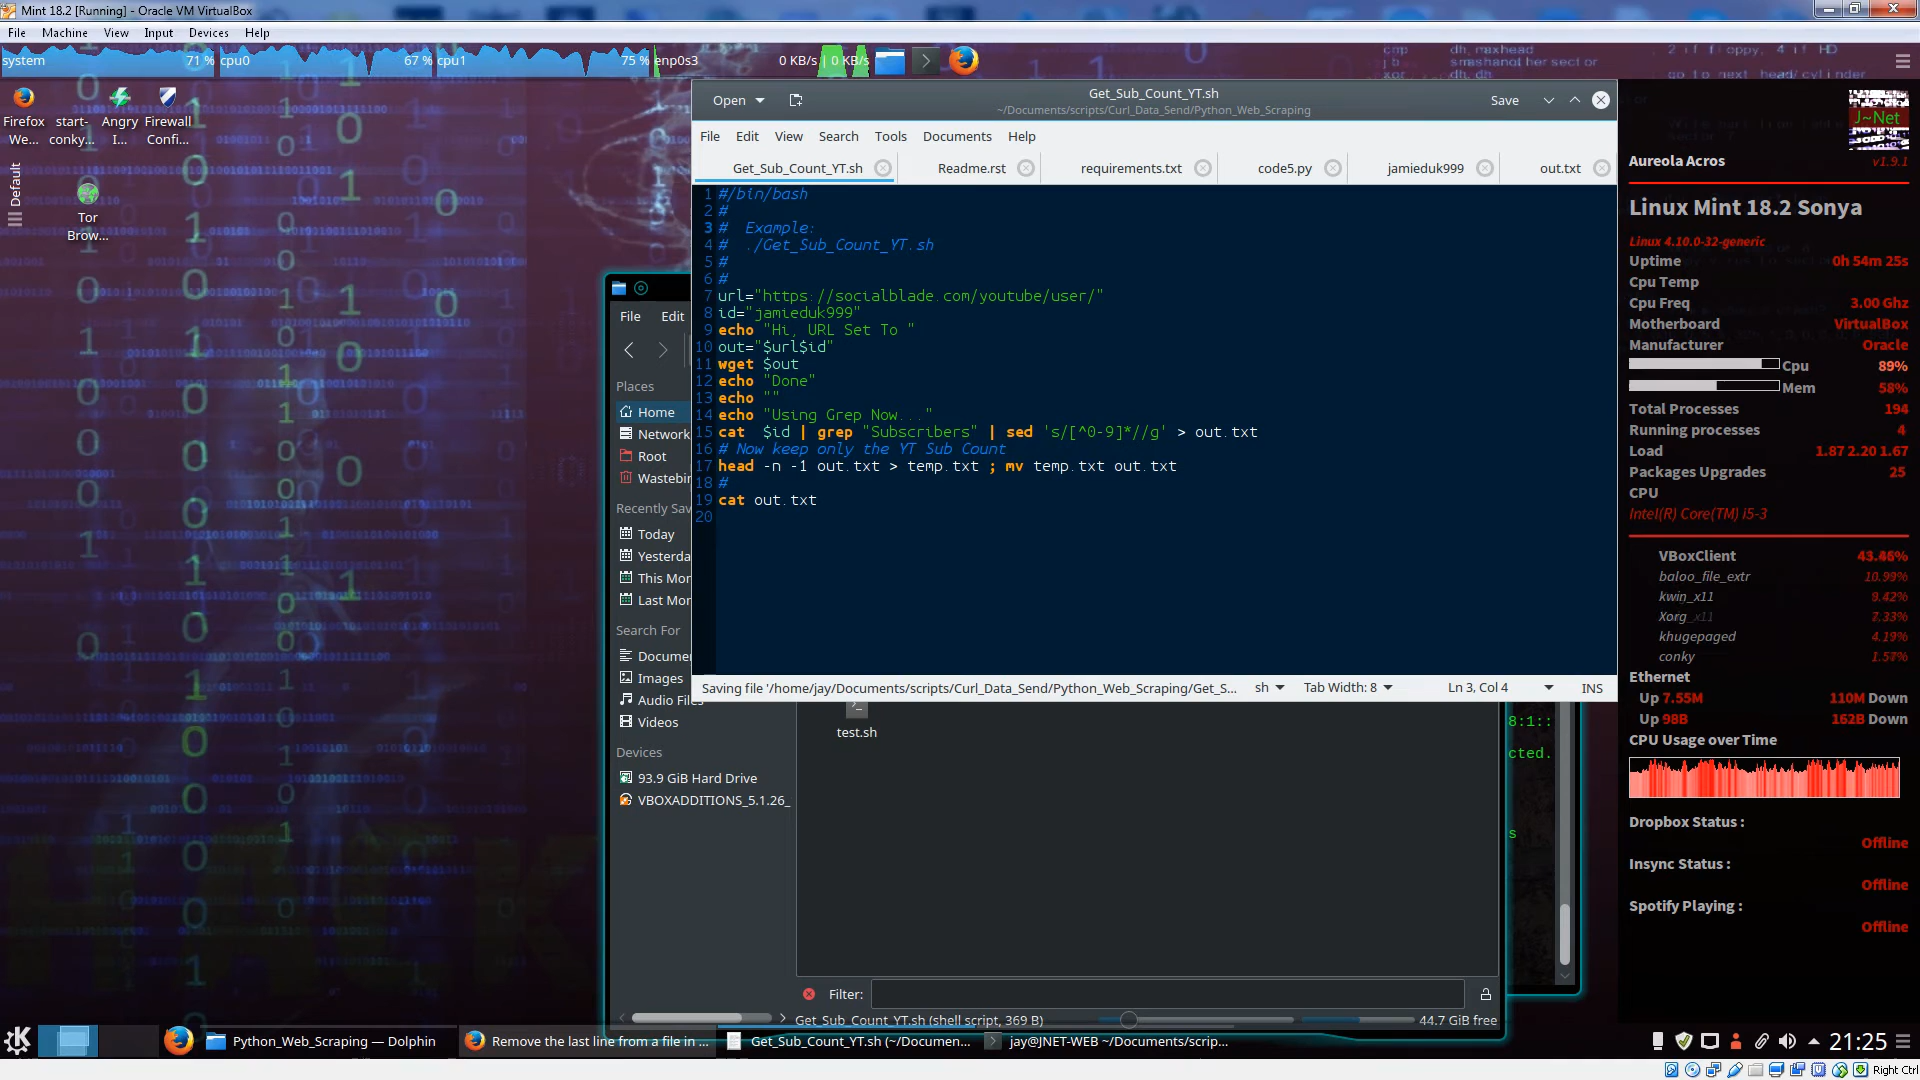 Mint 18.2 [Running] - Oracle VM VirtualBox
File Machine View Input Devices Help
system 71 % cpu0 67 % cpu1 75 % enp0s3 0 KB/s | 0 KB/s
Firefox We...
start-conky...
Angry I...
Firewall Confi...
Default
Tor Brow...
Open
Get_Sub_Count_YT.sh
~/Documents/scripts/Curl_Data_Send/Python_Web_Scraping
Save
File Edit View Search Tools Documents Help
Get_Sub_Count_YT.sh Readme.rst requirements.txt code5.py jamieduk999 out.txt
1 #/bin/bash
2 #
3 #  Example:
4 #  ./Get_Sub_Count_YT.sh
5 #
6 #
7 url="https://socialblade.com/youtube/user/"
8 id="jamieduk999"
9 echo "Hi, URL Set To "
10 out="$url$id"
11 wget $out
12 echo "Done"
13 echo ""
14 echo "Using Grep Now..."
15 cat  $id | grep "Subscribers" | sed 's/[^0-9]*//g' > out.txt
16 # Now keep only the YT Sub Count
17 head -n -1 out.txt > temp.txt ; mv temp.txt out.txt
18 #
19 cat out.txt
20
Saving file '/home/jay/Documents/scripts/Curl_Data_Send/Python_Web_Scraping/Get_S... sh Tab Width: 8 Ln 3, Col 4 INS
File Edit
Places
Home
Network
Root
Wastebin
Recently Sav
Today
Yesterda
This Mon
Last Mon
Search For
Docume
Images
Audio Files
Videos
Devices
93.9 GiB Hard Drive
VBOXADDITIONS_5.1.26_
test.sh
8:1::
cted.
s
Filter:
Get_Sub_Count_YT.sh (shell script, 369 B)
44.7 GiB free
J~Net
Aureola Acros v1.9.1
Linux Mint 18.2 Sonya
Linux 4.10.0-32-generic
Uptime 0h 54m 25s
Cpu Temp
Cpu Freq 3.00 Ghz
Motherboard VirtualBox
Manufacturer Oracle
Cpu 89%
Mem 58%
Total Processes 194
Running processes 4
Load 1.87 2.20 1.67
Packages Upgrades 25
CPU
Intel(R) Core(TM) i5-3
VBoxClient 43.46%
baloo_file_extr 10.99%
kwin_x11 9.42%
Xorg 7.33%
khugepaged 4.19%
conky 1.57%
Ethernet
Up 7.55M 110M Down
Up 98B 162B Down
CPU Usage over Time
Dropbox Status :
Offline
Insync Status :
Offline
Spotify Playing :
Offline
Python_Web_Scraping — Dolphin
Remove the last line from a file in ...
Get_Sub_Count_YT.sh (~/Documen...
jay@JNET-WEB ~/Documents/scrip...
21:25
Right Ctrl